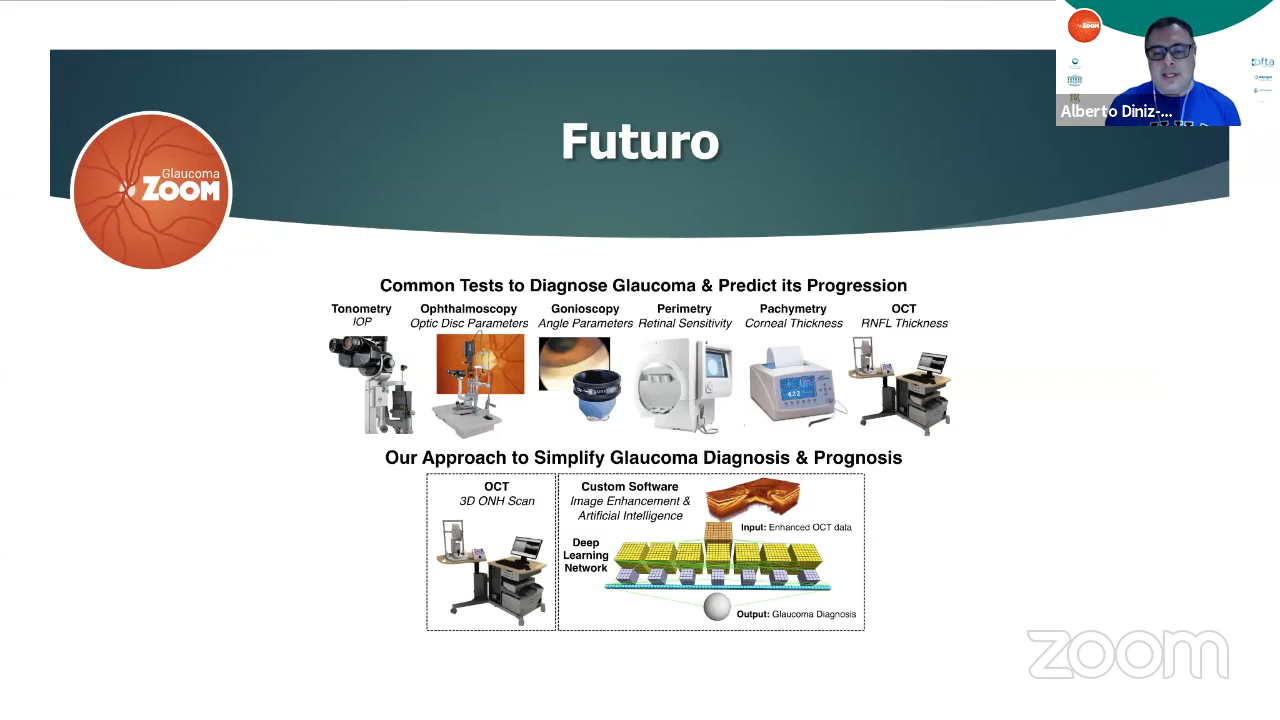 Futuro
Glaucoma
ZOOM
ZOOM
Alberto Diniz-...
Common Tests to Diagnose Glaucoma & Predict its Progression
Tonometry
IOP
Ophthalmoscopy
Optic Disc Parameters
Gonioscopy
Angle Parameters
Perimetry
Retinal Sensitivity
Pachymetry
Corneal Thickness
OCT
RNFL Thickness
422
Our Approach to Simplify Glaucoma Diagnosis & Prognosis
OCT
3D ONH Scan
Custom Software
Image Enhancement &
Artificial Intelligence
Input: Enhanced OCT data
Deep
Learning
Network
Output: Glaucoma Diagnosis
zoom